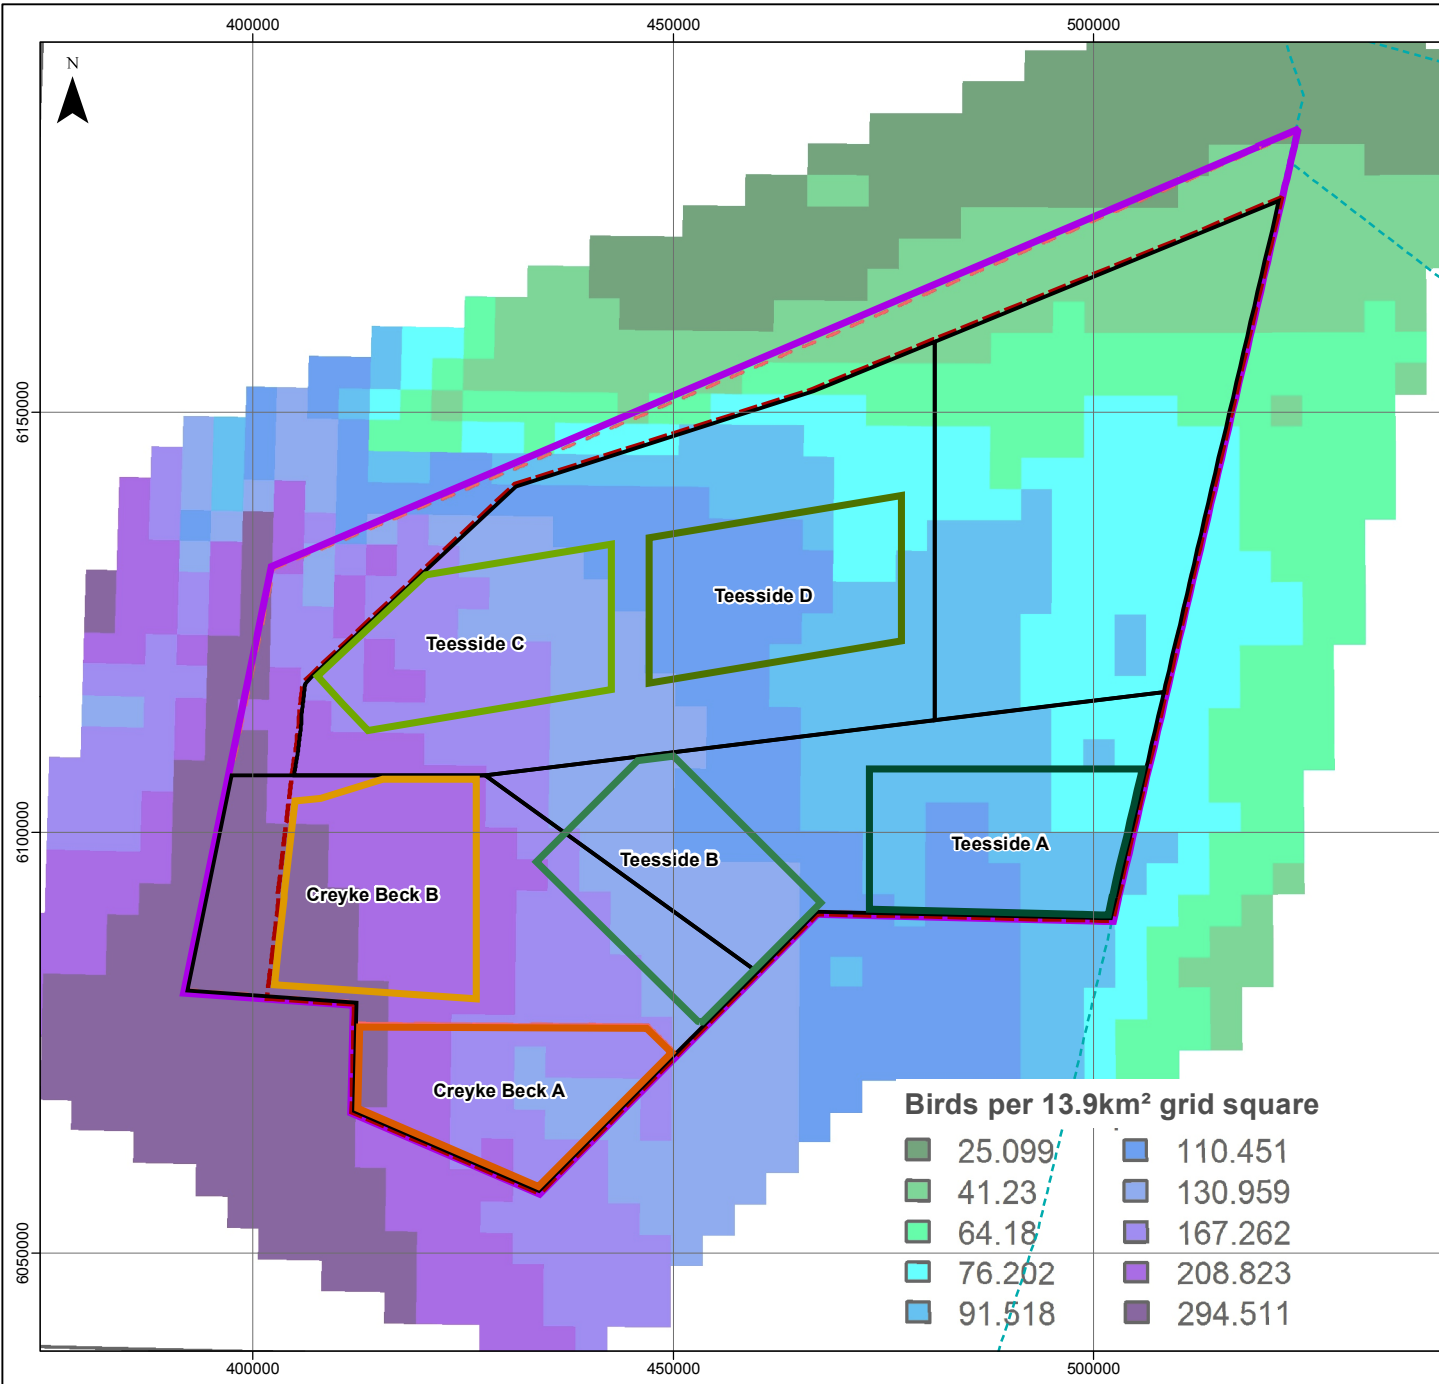 400000 450000 500000
N
6150000
Teesside D
Teesside C
6100000
Teesside A
Teesside B
Creyke Beck B
Creyke Beck A
Birds per 13.9km² grid square
25.099 110.451
41.23 130.959
64.18 167.262
76.202 208.823
91.518 294.511
6050000
400000 450000 500000